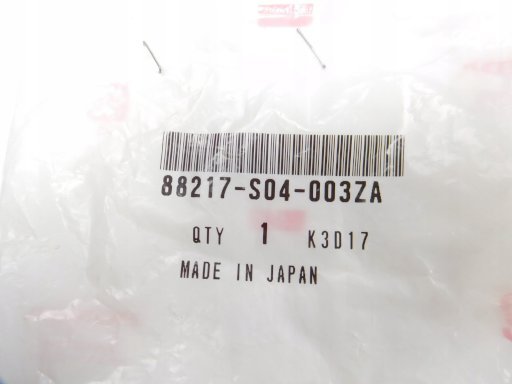 88217-S04-003ZA
QTY 1 K3D17
MADE IN JAPAN